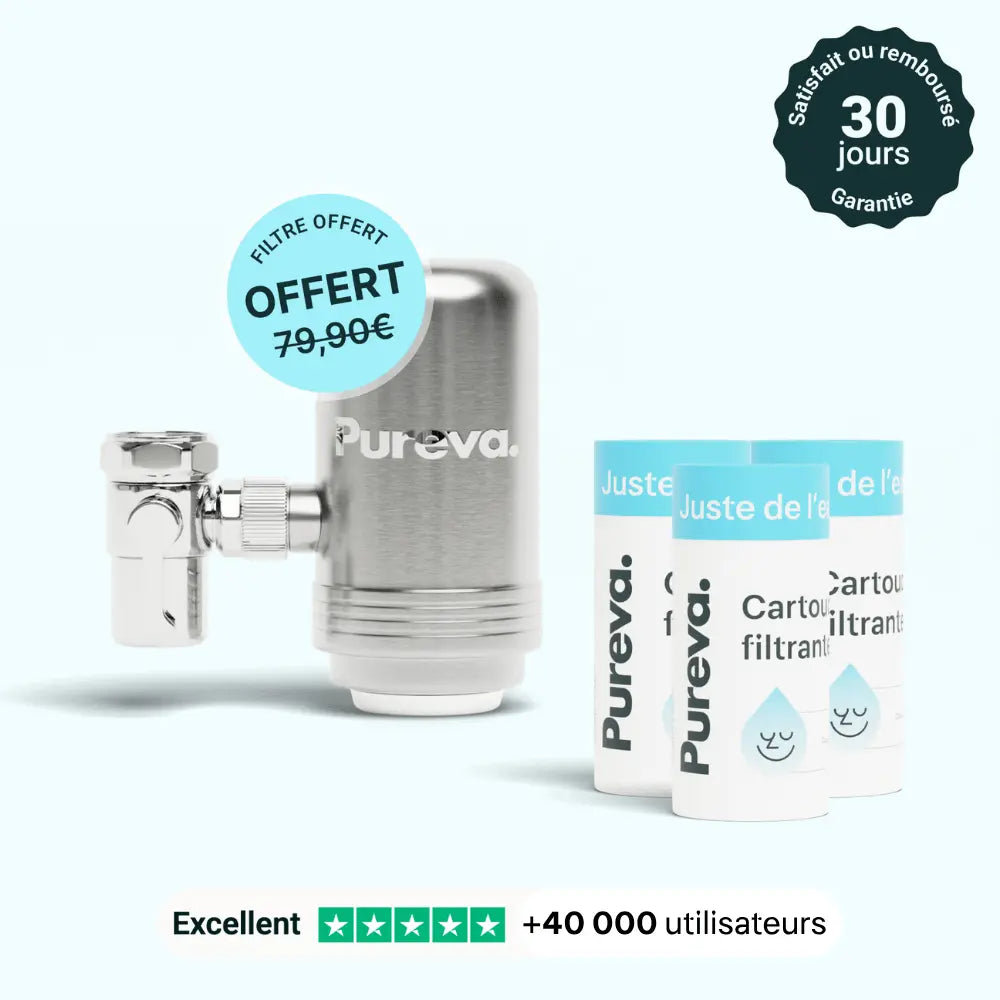 Satisfait ou remboursé
30
jours
Garantie
FILTRE OFFERT
OFFERT
79,90€
Pureva.
Juste
Juste de l'e
de l'e
Pureva.
Pureva.
Cartou
filtrant
Cartou
filtrant
Excellent
+40 000 utilisateurs